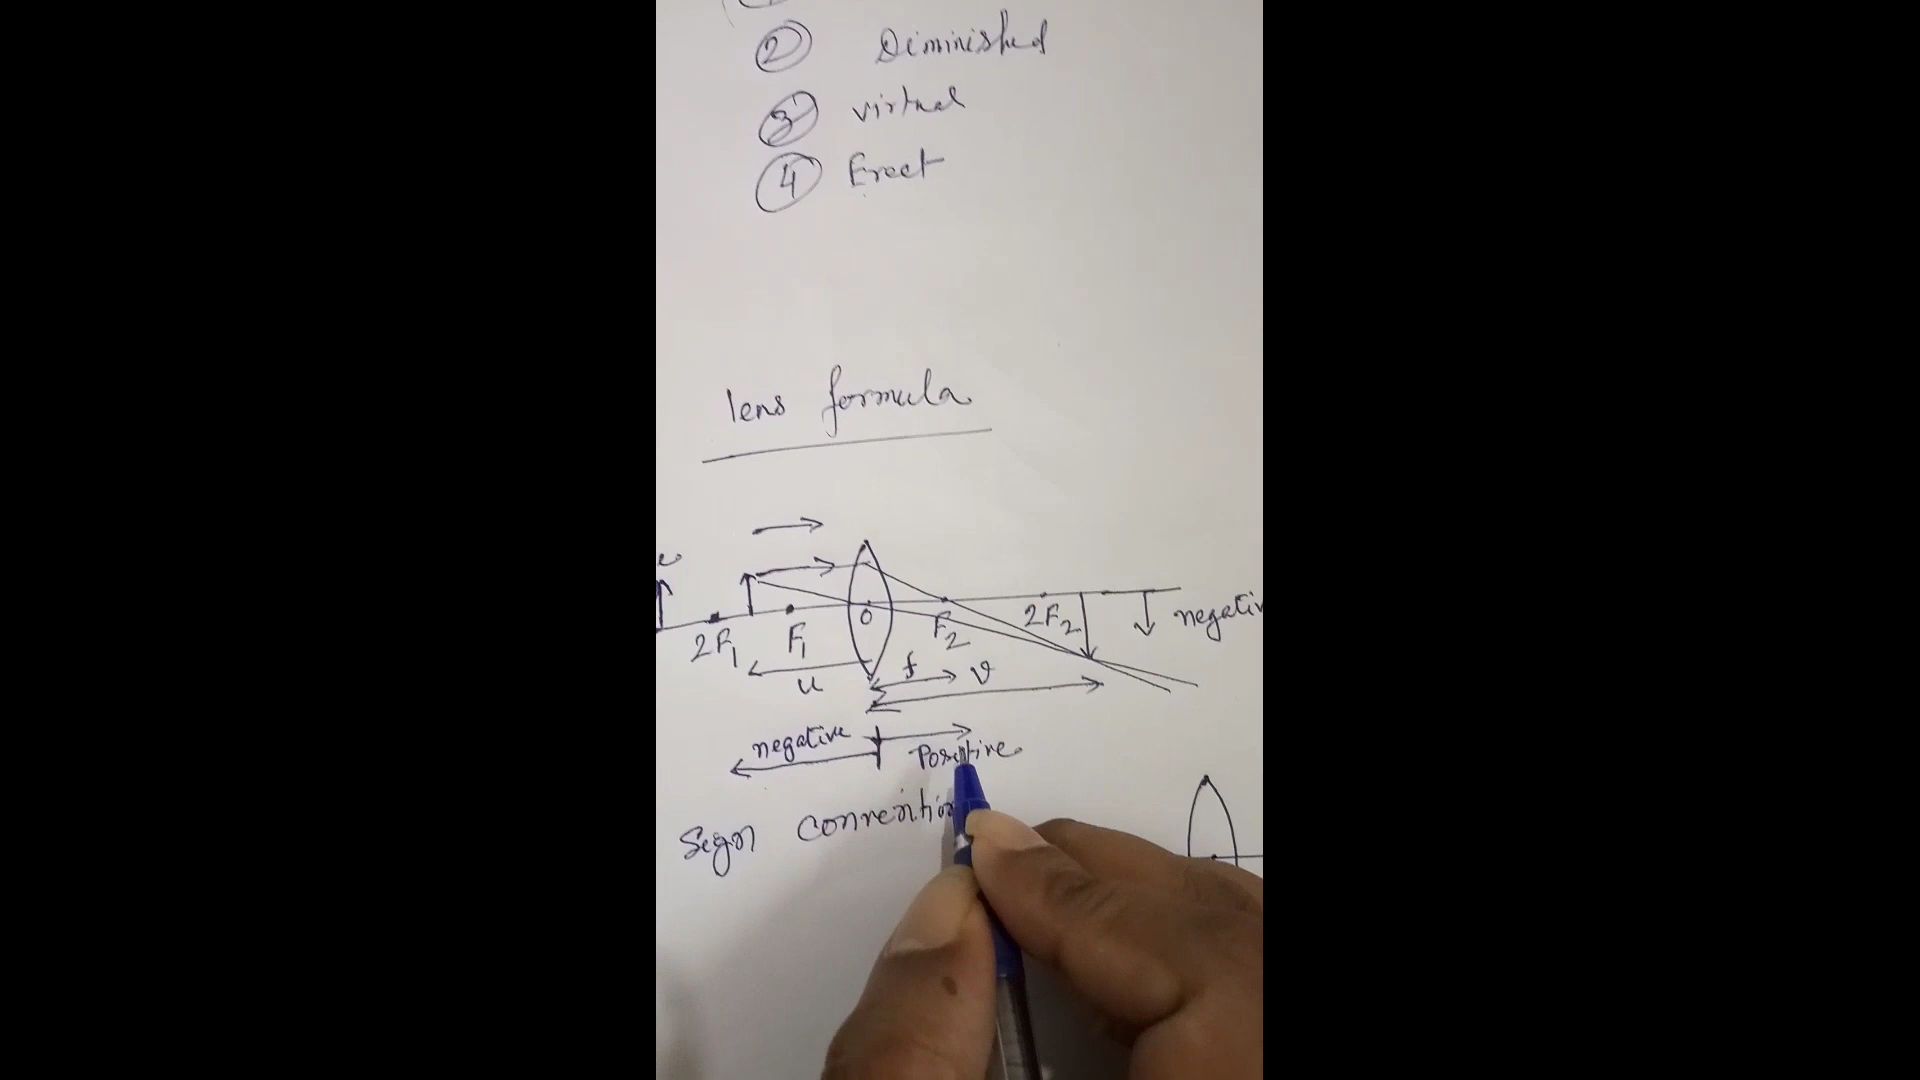 ② Diminished
③ virtual
④ Erect
lens formula
2F₁ F₁ O F₂ 2F₂ negativ
u f v
negative Positive
Sign convention